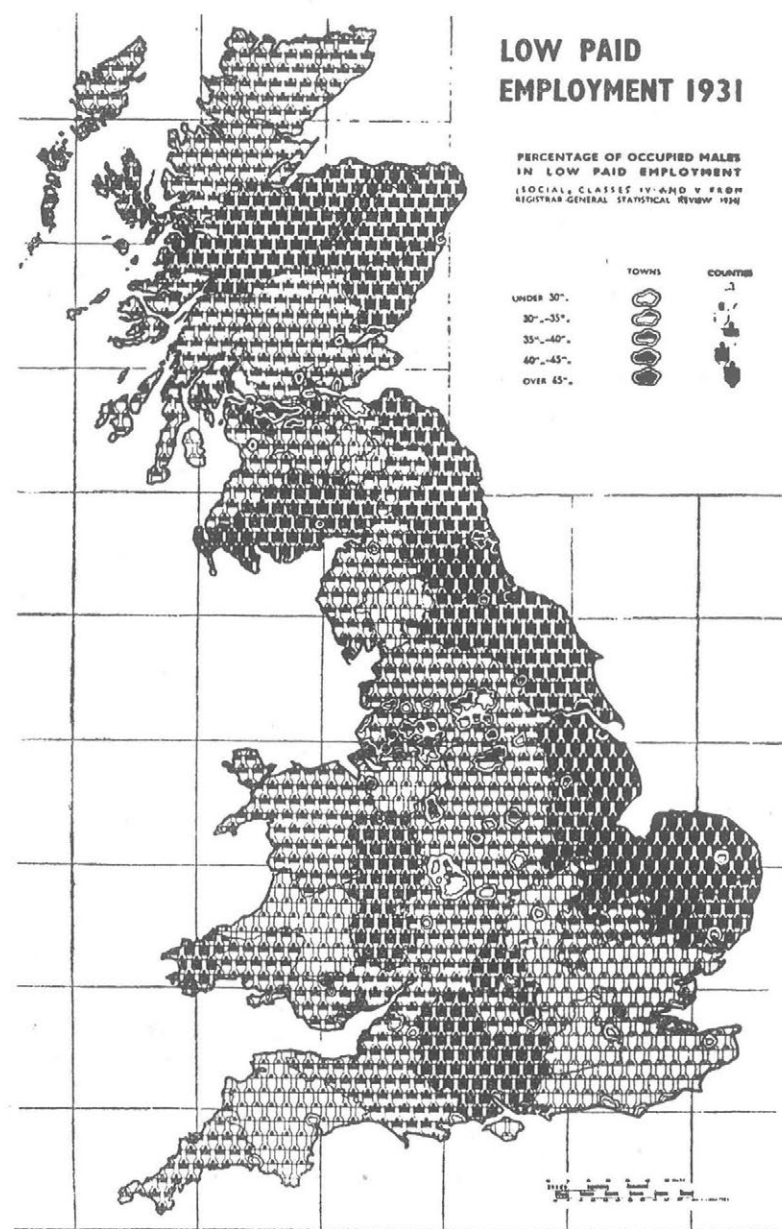 LOW PAID
EMPLOYMENT 1931
PERCENTAGE OF OCCUPIED MALES
IN LOW PAID EMPLOYMENT
(SOCIAL CLASSES IV AND V FROM
REGISTRAR-GENERAL STATISTICAL REVIEW 1934)
TOWNS COUNTIES
UNDER 30%
30%-35%
35%-40%
40%-45%
OVER 45%